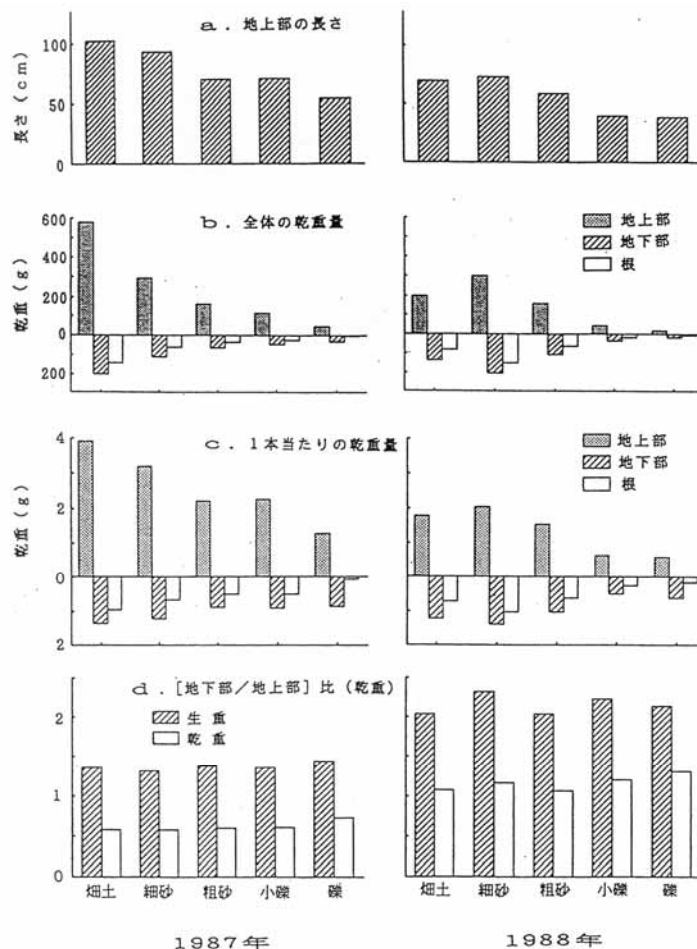 a．地上部の長さ
長さ(cm)
100
50
0
b．全体の乾重量
乾重(g)
600
400
200
0
200
地上部
地下部
根
c．1本当たりの乾重量
乾重(g)
4
2
0
2
地上部
地下部
根
d．[地下部／地上部]比(乾重)
生 重
乾 重
2
1
0
畑土 細砂 粗砂 小礫 礫
畑土 細砂 粗砂 小礫 礫
1987年 1988年